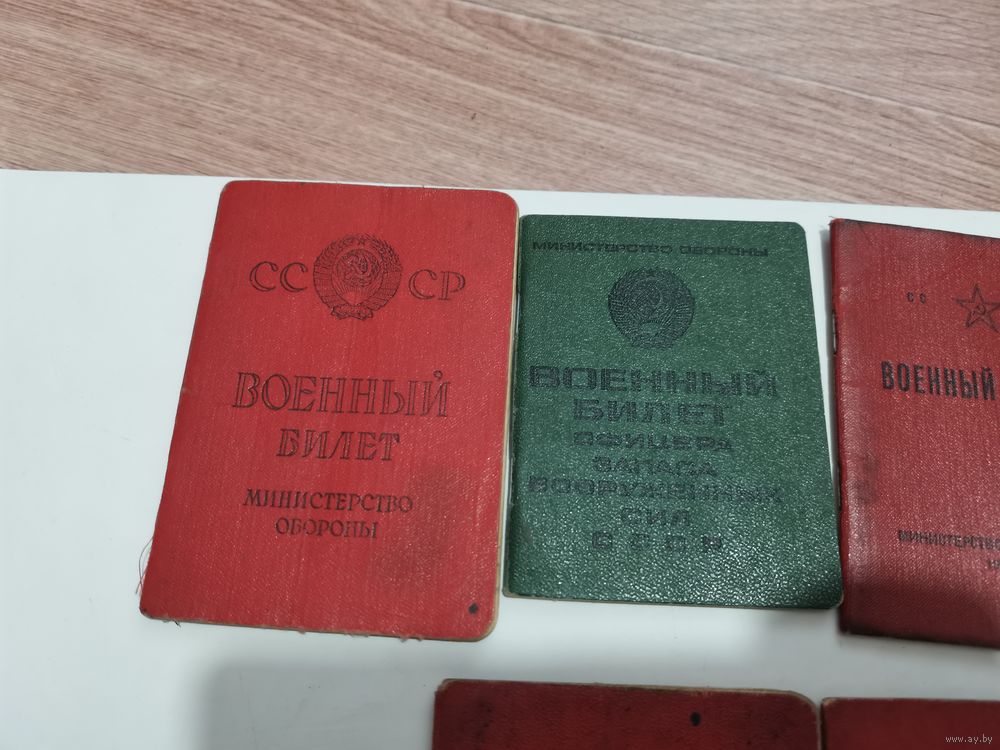 СС СР
ВОЕННЫЙ
БИЛЕТ
МИНИСТЕРСТВО
ОБОРОНЫ
МИНИСТЕРСТВО ОБОРОНЫ
ВОЕННЫЙ
БИЛЕТ
ОФИЦЕРА
ЗАПАСА
ВООРУЖЕННЫХ
СИЛ
СССР
СС
ВОЕННЫЙ
МИНИСТЕРСТВО
www.ay.by